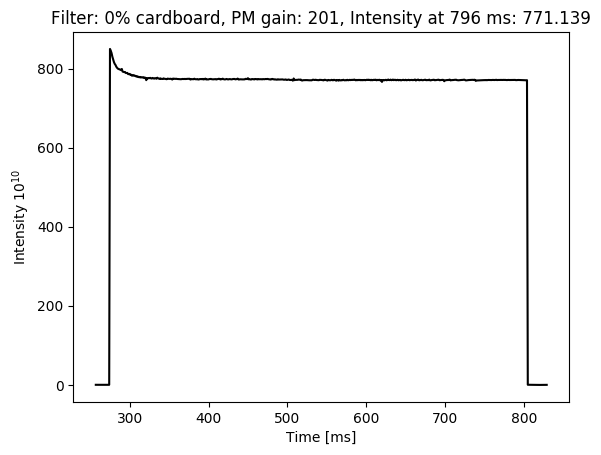 Filter: 0% cardboard, PM gain: 201, Intensity at 796 ms: 771.139
800
600
400
200
0
Intensity 10^10
300 400 500 600 700 800
Time [ms]